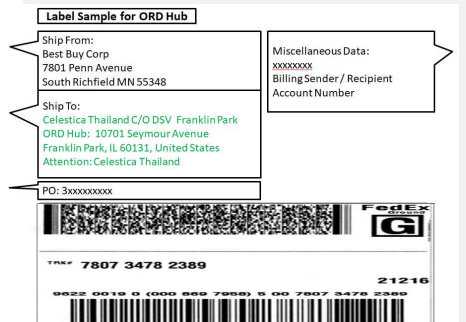 Label Sample for ORD Hub
Ship From:
Best Buy Corp
7801 Penn Avenue
South Richfield MN 55348
Miscellaneous Data:
xxxxxxxx
Billing Sender / Recipient
Account Number
Ship To:
Celestica Thailand C/O DSV Franklin Park
ORD Hub: 10701 Seymour Avenue
Franklin Park, IL 60131, United States
Attention: Celestica Thailand
PO: 3xxxxxxxxx
FedEx
Ground
G
TRK# 7807 3478 2389
21216
9622 0019 0 (000 869 7958) 5 00 7807 3478 2389